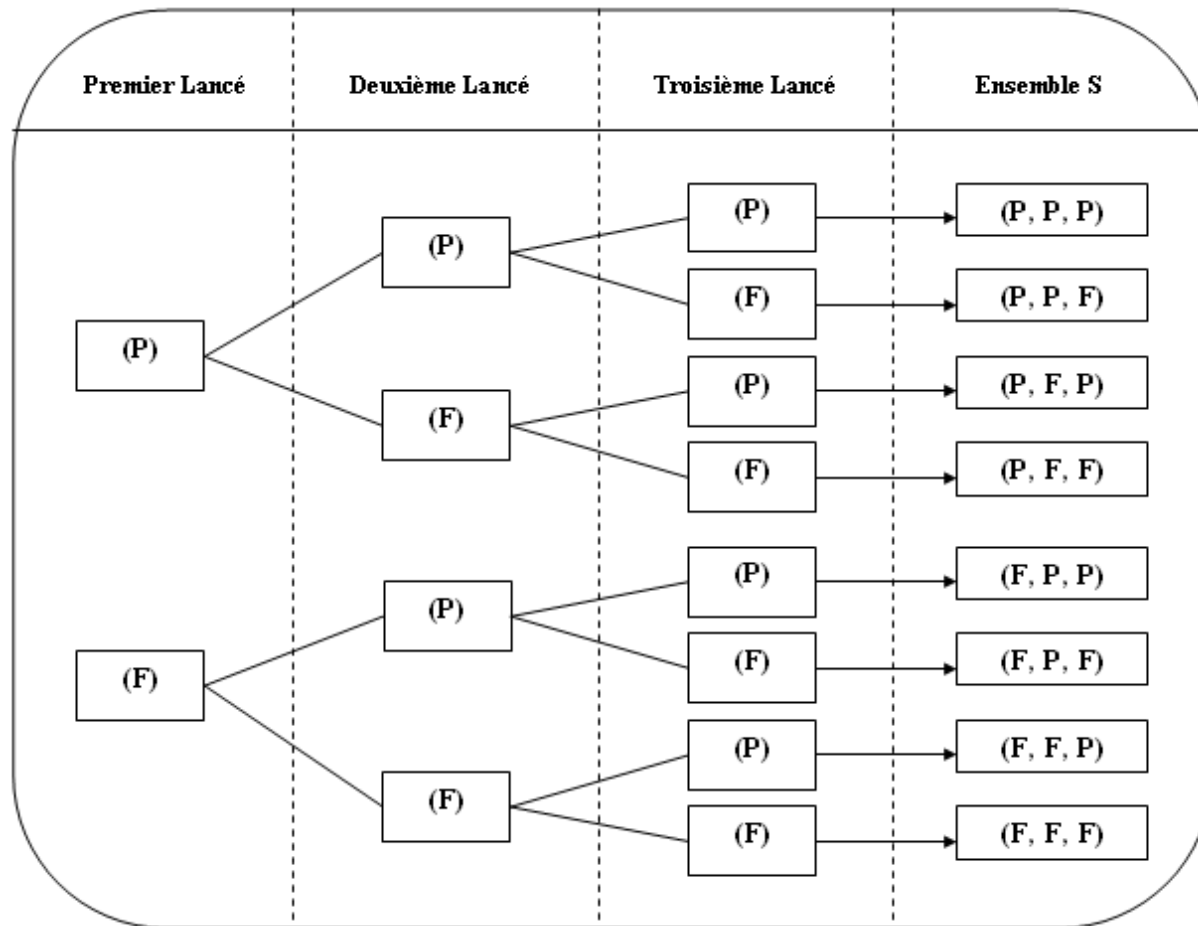 Premier Lancé Deuxième Lancé Troisième Lancé Ensemble S
(P) (P, P, P)
(P)
(F) (P, P, F)
(P)
(P) (P, F, P)
(F)
(F) (P, F, F)
(P) (F, P, P)
(P)
(F) (F, P, F)
(F)
(P) (F, F, P)
(F)
(F) (F, F, F)